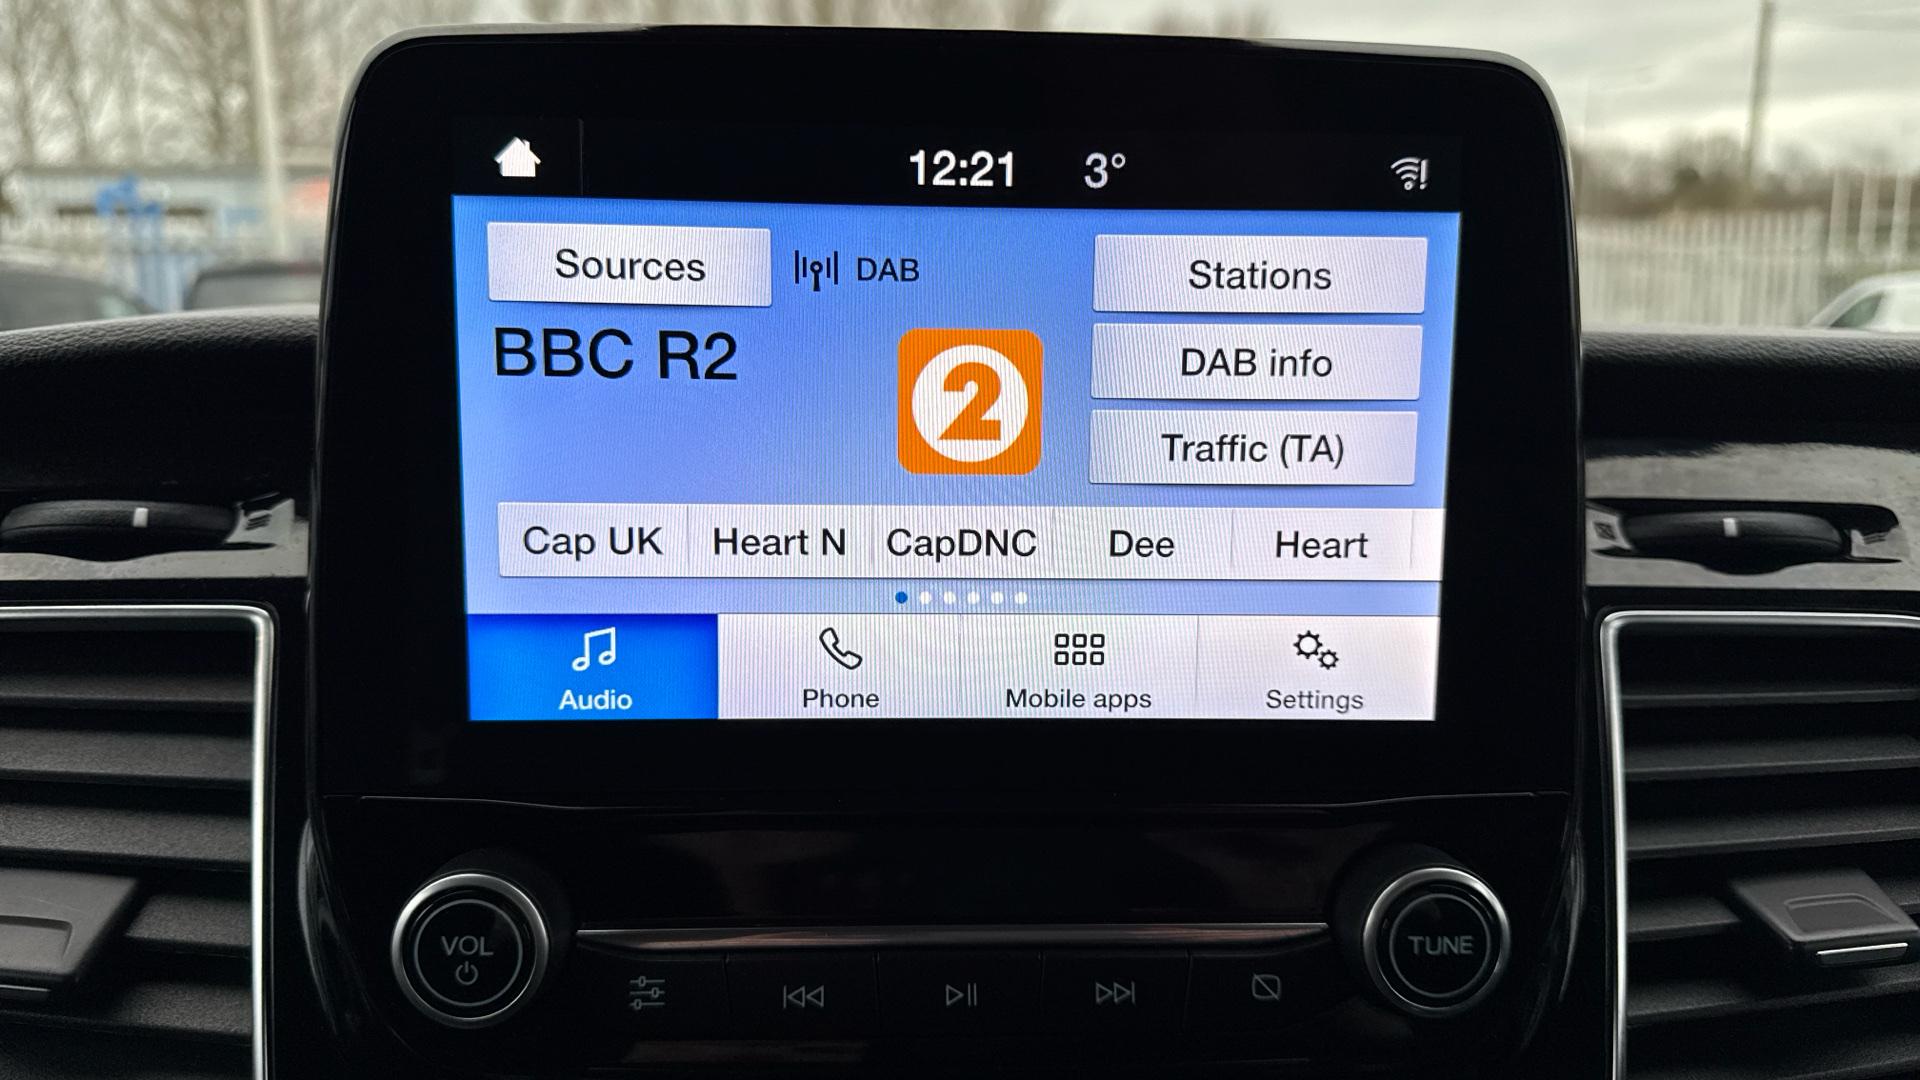 12:21 3°
Sources DAB Stations
BBC R2
2
DAB info
Traffic (TA)
Cap UK Heart N CapDNC Dee Heart
Audio Phone Mobile apps Settings
VOL TUNE